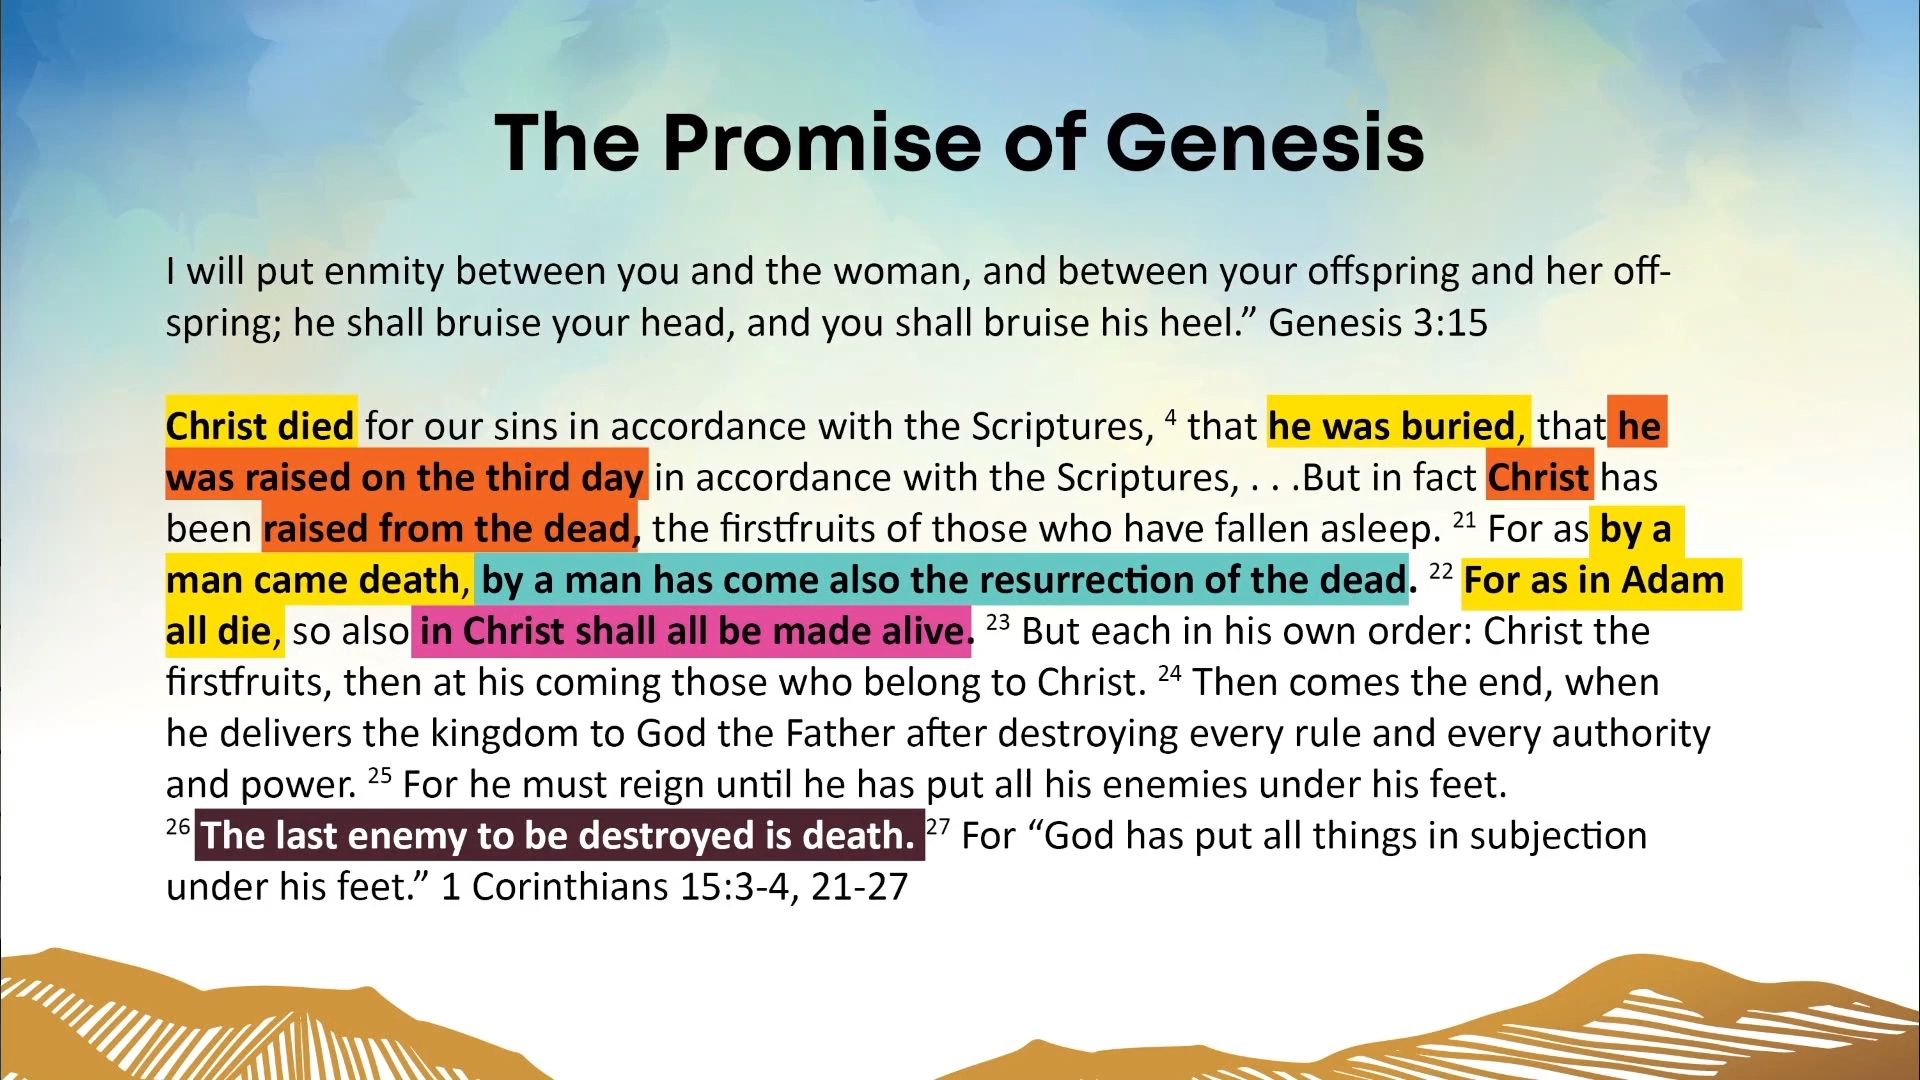 The Promise of Genesis
I will put enmity between you and the woman, and between your offspring and her off-
spring; he shall bruise your head, and you shall bruise his heel.” Genesis 3:15
Christ died for our sins in accordance with the Scriptures, ⁴ that he was buried, that he
was raised on the third day in accordance with the Scriptures, . . .But in fact Christ has
been raised from the dead, the firstfruits of those who have fallen asleep. ²¹ For as by a
man came death, by a man has come also the resurrection of the dead. ²² For as in Adam
all die, so also in Christ shall all be made alive. ²³ But each in his own order: Christ the
firstfruits, then at his coming those who belong to Christ. ²⁴ Then comes the end, when
he delivers the kingdom to God the Father after destroying every rule and every authority
and power. ²⁵ For he must reign until he has put all his enemies under his feet.
²⁶ The last enemy to be destroyed is death. ²⁷ For “God has put all things in subjection
under his feet.” 1 Corinthians 15:3-4, 21-27